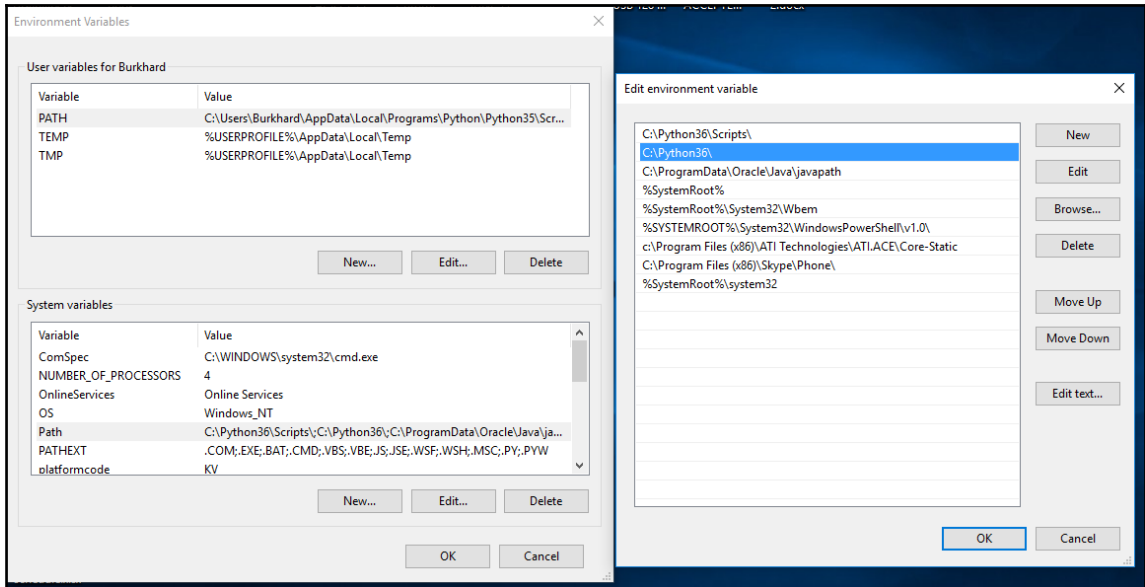 Environment Variables
User variables for Burkhard
Variable Value
PATH C:\Users\Burkhard\AppData\Local\Programs\Python\Python35\Scr...
TEMP %USERPROFILE%\AppData\Local\Temp
TMP %USERPROFILE%\AppData\Local\Temp
New... Edit... Delete
System variables
Variable Value
ComSpec C:\WINDOWS\system32\cmd.exe
NUMBER_OF_PROCESSORS 4
OnlineServices Online Services
OS Windows_NT
Path C:\Python36\Scripts\;C:\Python36\;C:\ProgramData\Oracle\Java\ja...
PATHEXT .COM;.EXE;.BAT;.CMD;.VBS;.VBE;.JS;.JSE;.WSF;.WSH;.MSC;.PY;.PYW
platformcode KV
New... Edit... Delete
OK Cancel
Edit environment variable
C:\Python36\Scripts\
C:\Python36\
C:\ProgramData\Oracle\Java\javapath
%SystemRoot%
%SystemRoot%\System32\Wbem
%SYSTEMROOT%\System32\WindowsPowerShell\v1.0\
c:\Program Files (x86)\ATI Technologies\ATI.ACE\Core-Static
C:\Program Files (x86)\Skype\Phone\
%SystemRoot%\system32
New
Edit
Browse...
Delete
Move Up
Move Down
Edit text...
OK Cancel